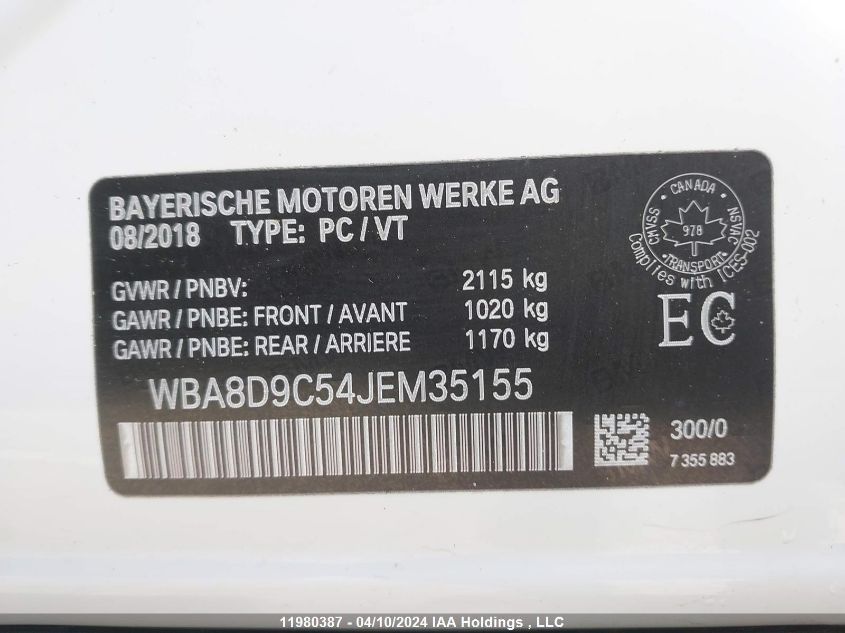 BAYERISCHE MOTOREN WERKE AG
08/2018 TYPE: PC / VT
GVWR / PNBV: 2115 kg
GAWR / PNBE: FRONT / AVANT 1020 kg
GAWR / PNBE: REAR / ARRIERE 1170 kg
WBA8D9C54JEM35155
CANADA
CMVSS 978 NSVAC
TRANSPORT
Complies with ICES-002
EC
300/0
7 355 883
11980387 - 04/10/2024 IAA Holdings , LLC